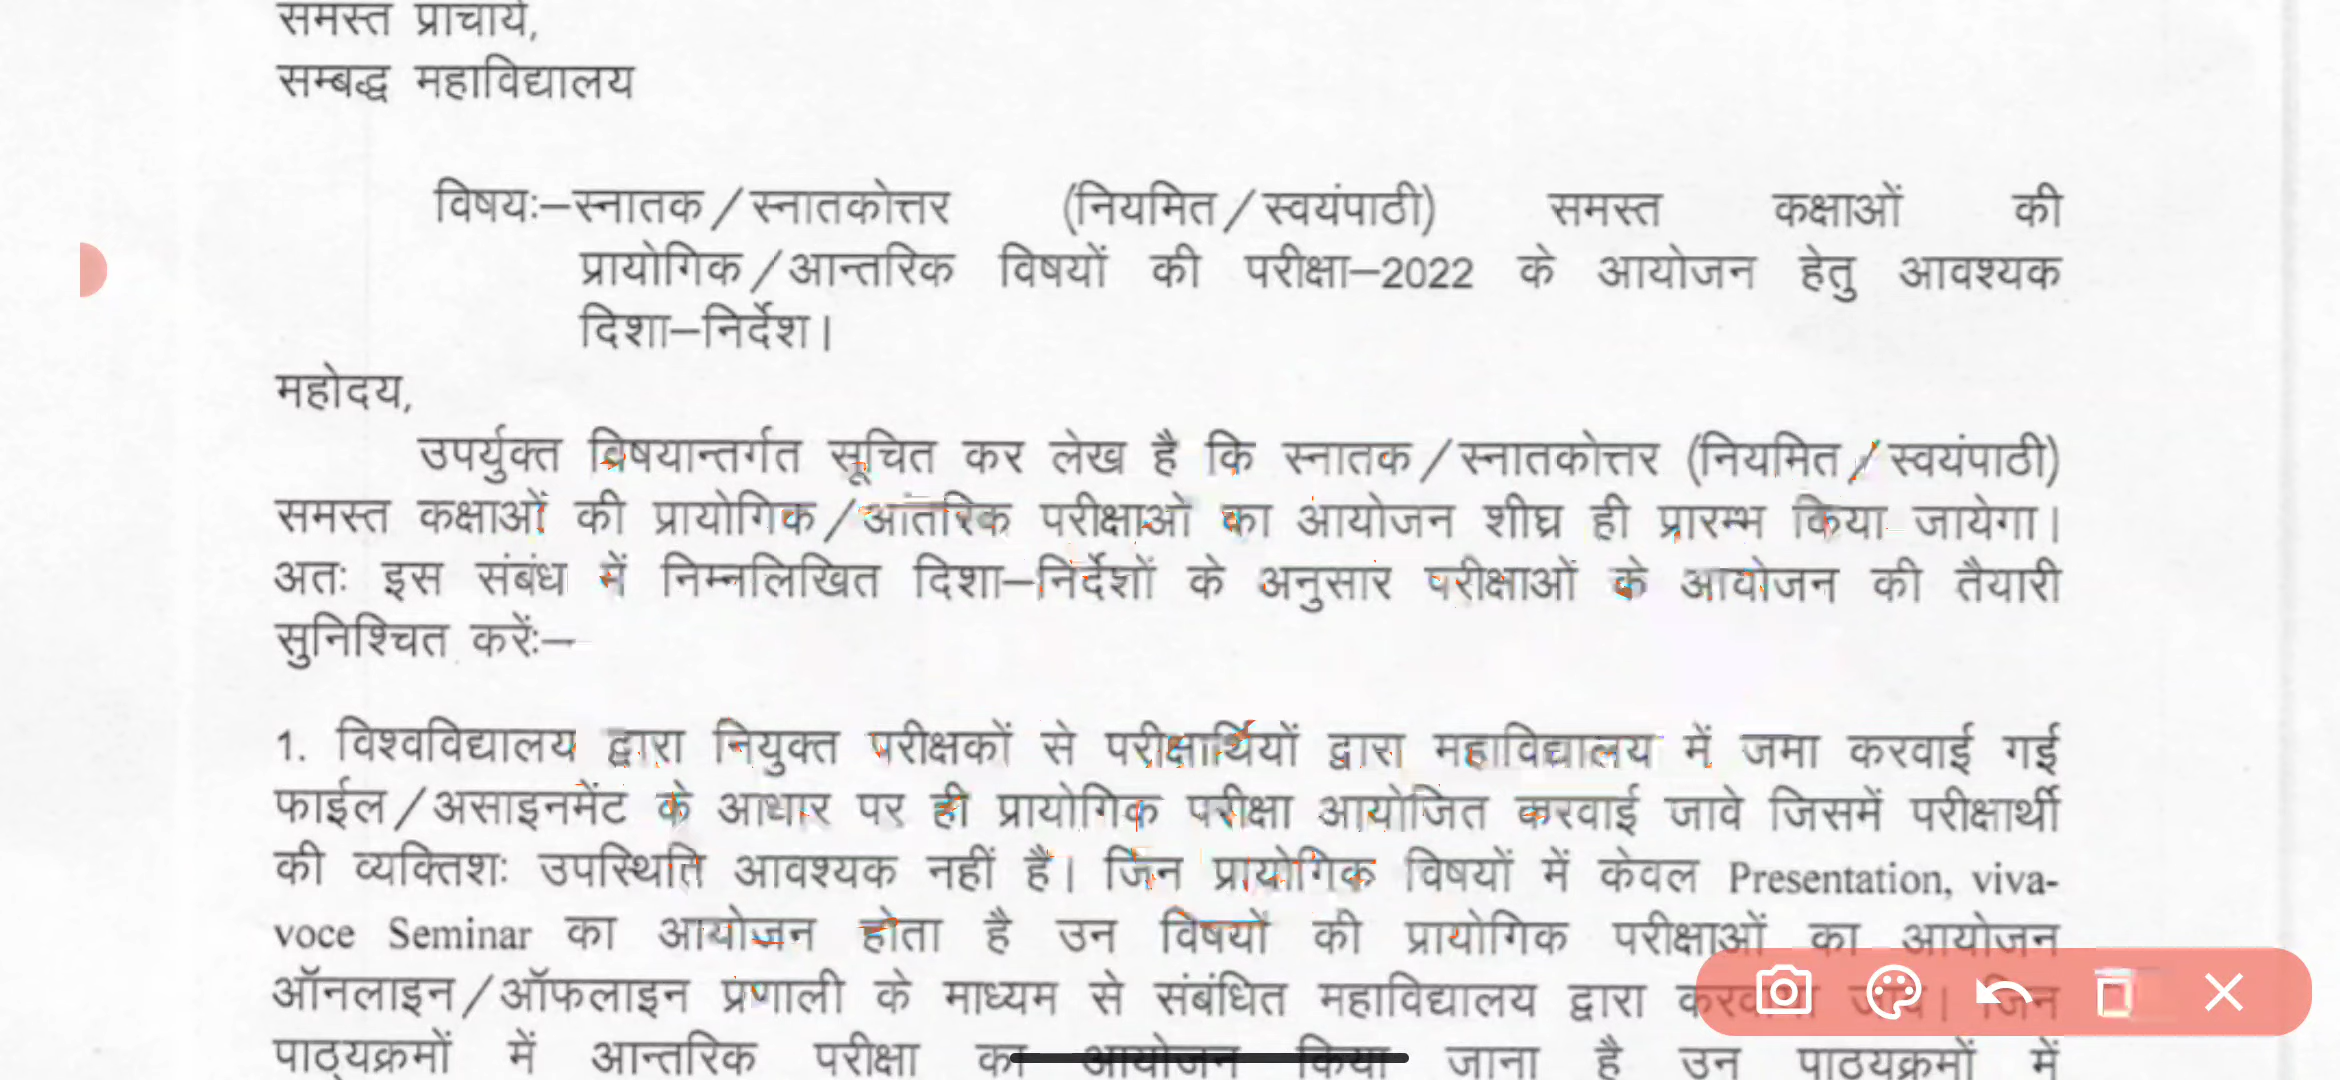 समस्त प्राचार्य,
सम्बद्ध महाविद्यालय
विषयः–स्नातक/स्नातकोत्तर (नियमित/स्वयंपाठी) समस्त कक्षाओं की
प्रायोगिक/आन्तरिक विषयों की परीक्षा–2022 के आयोजन हेतु आवश्यक
दिशा–निर्देश।
महोदय,
उपर्युक्त विषयान्तर्गत सूचित कर लेख है कि स्नातक/स्नातकोत्तर (नियमित/स्वयंपाठी)
समस्त कक्षाओं की प्रायोगिक/आंतरिक परीक्षाओं का आयोजन शीघ्र ही प्रारम्भ किया जायेगा।
अतः इस संबंध में निम्नलिखित दिशा–निर्देशों के अनुसार परीक्षाओं के आयोजन की तैयारी
सुनिश्चित करेंः–
1. विश्वविद्यालय द्वारा नियुक्त परीक्षकों से परीक्षार्थियों द्वारा महाविद्यालय में जमा करवाई गई
फाईल/असाइनमेंट के आधार पर ही प्रायोगिक परीक्षा आयोजित करवाई जावे जिसमें परीक्षार्थी
की व्यक्तिशः उपस्थिति आवश्यक नहीं है। जिन प्रायोगिक विषयों में केवल Presentation, viva-
voce Seminar का आयोजन होता है उन विषयों की प्रायोगिक परीक्षाओं का आयोजन
ऑनलाइन/ऑफलाइन प्रणाली के माध्यम से संबंधित महाविद्यालय द्वारा जिन
पाठ्यक्रमों में आन्तरिक परीक्षा का आयोजन किया जाना है उन पाठ्यक्रमों में